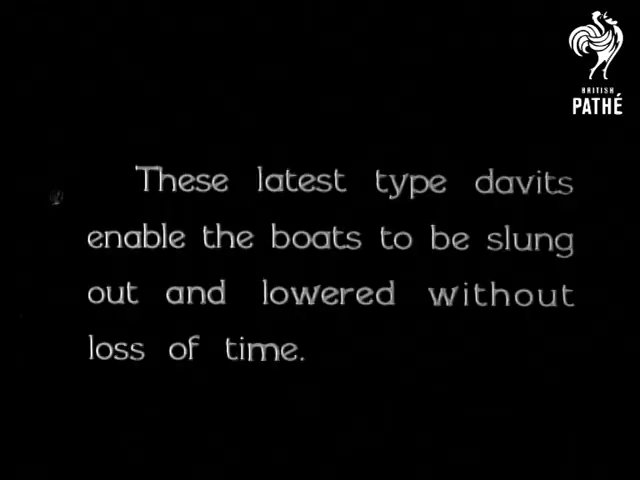 BRITISH
PATHÉ
These latest type davits
enable the boats to be slung
out and lowered without
loss of time.